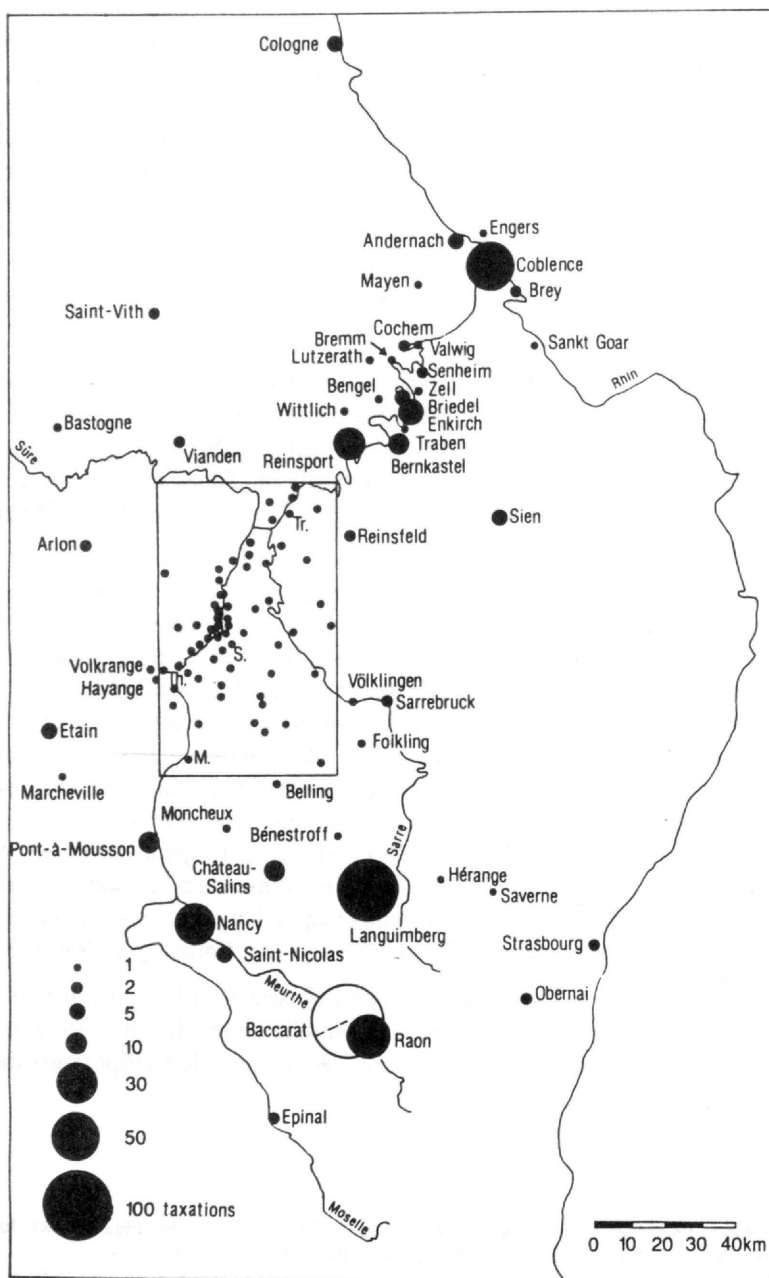 Cologne
Engers
Andernach
Coblence
Mayen
Brey
Saint-Vith
Cochem
Bremm
Valwig
Sankt Goar
Lutzerath
Senheim
Rhin
Zell
Bengel
Briedel
Wittlich
Enkirch
Bastogne
Traben
Vianden
Sûre
Reinsport
Bernkastel
Tr.
Sien
Reinsfeld
Arlon
S.
Volkrange
Th.
Hayange
Völklingen
Sarrebruck
Etain
Folkling
M.
Marcheville
Belling
Moncheux
Bénestroff
Sarre
Pont-à-Mousson
Château-
Salins
Hérange
Saverne
Nancy
Languimberg
Strasbourg
Saint-Nicolas
Meurthe
Obernai
Baccarat
Raon
Epinal
Moselle
1
2
5
10
30
50
100 taxations
0 10 20 30 40km